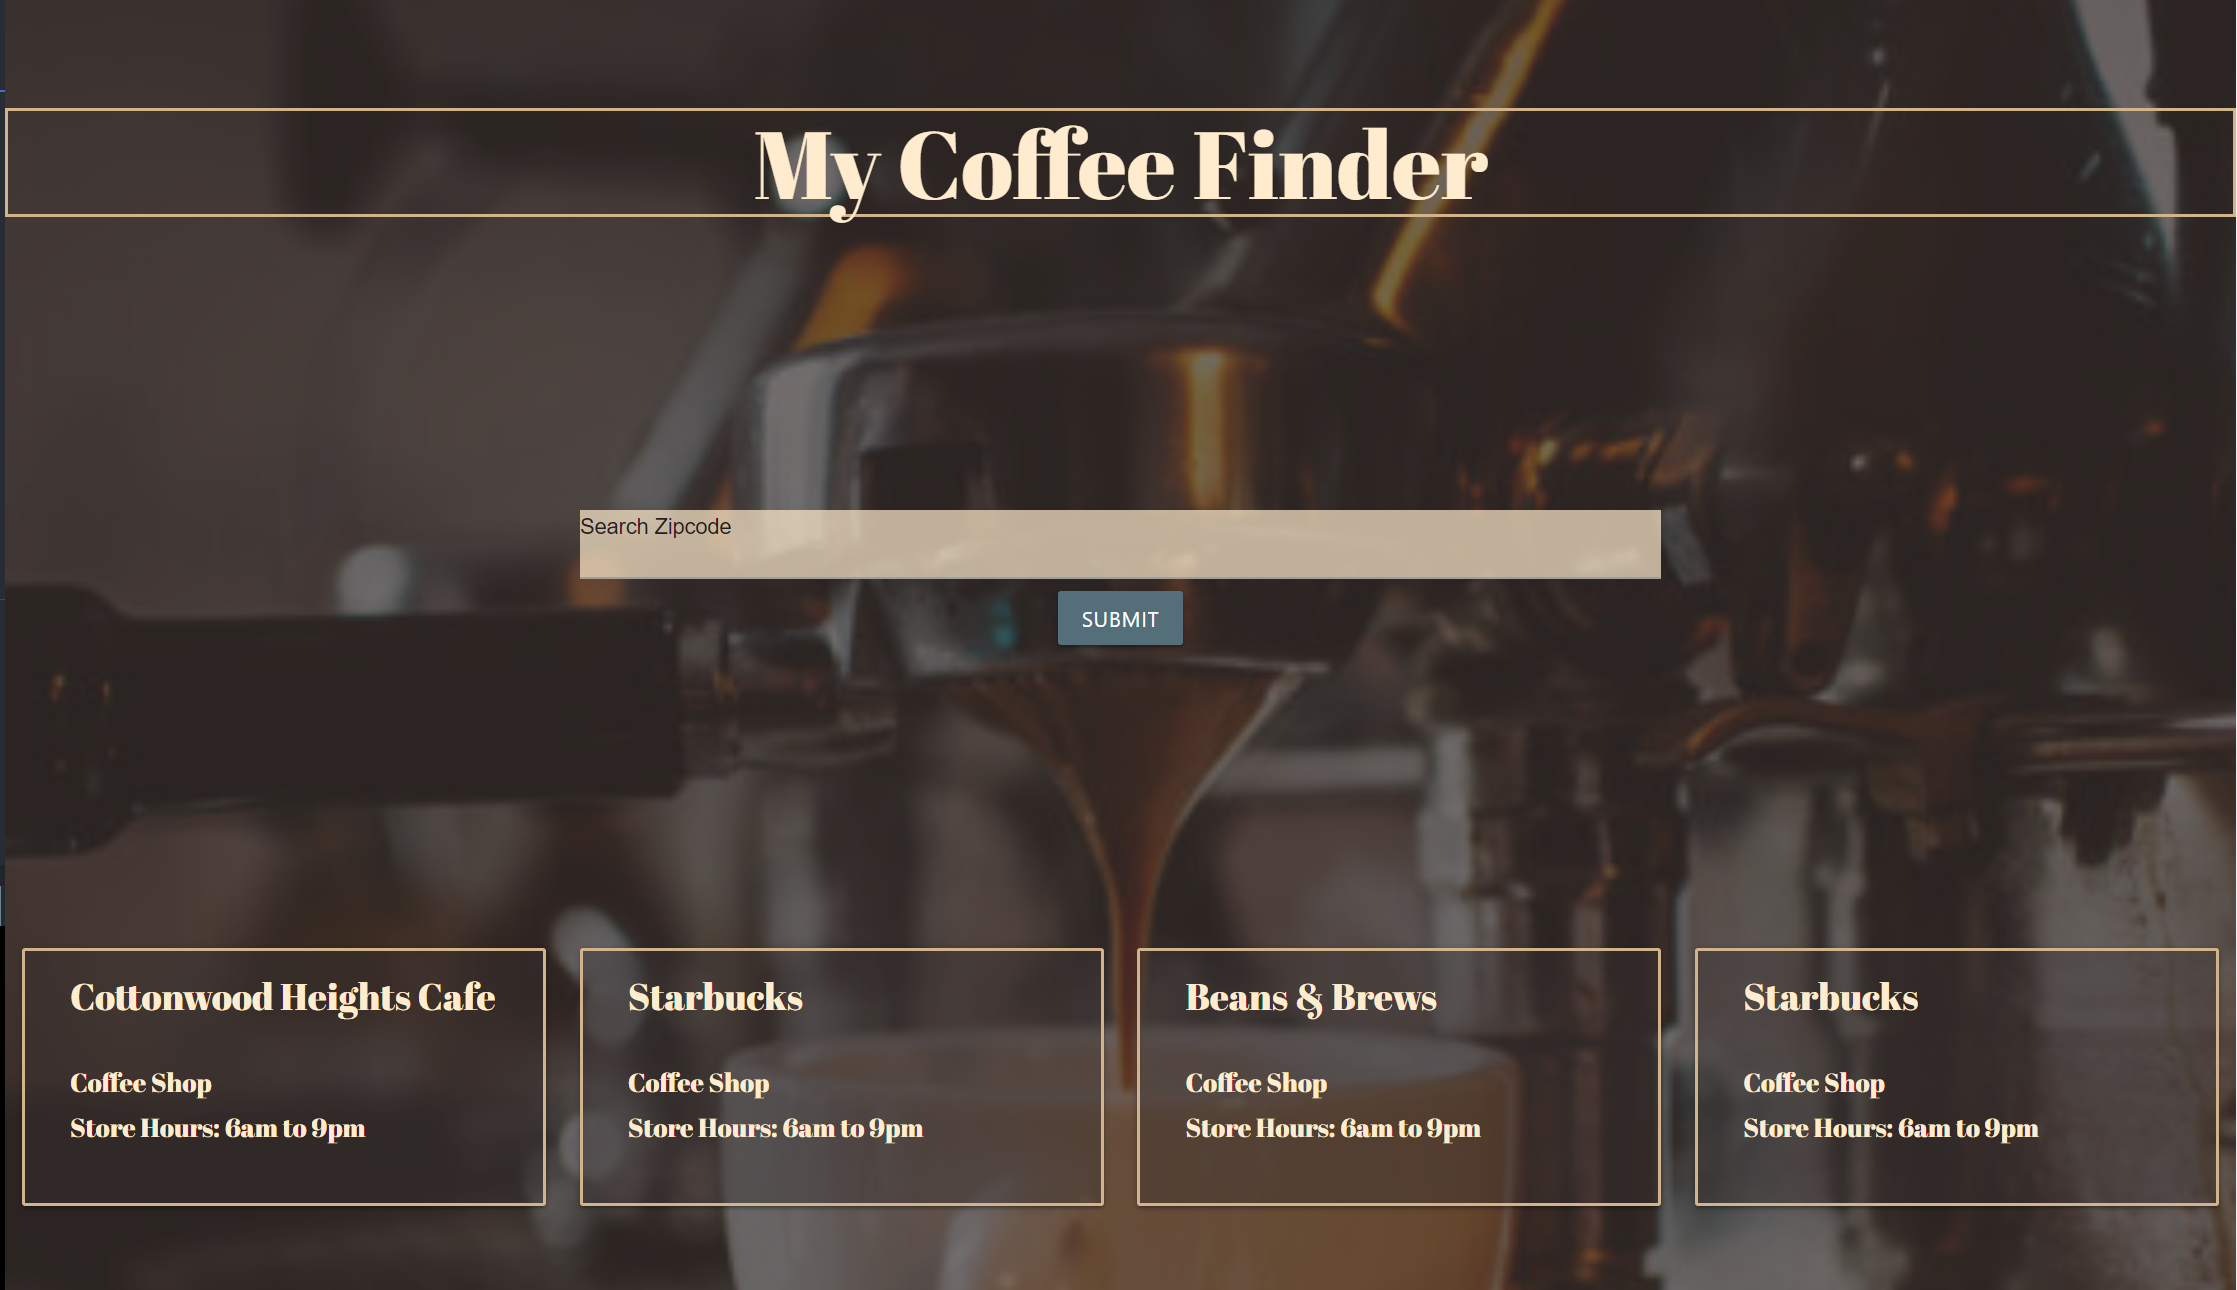 My Coffee Finder
Search Zipcode
SUBMIT
Cottonwood Heights Cafe
Coffee Shop
Store Hours: 6am to 9pm
Starbucks
Coffee Shop
Store Hours: 6am to 9pm
Beans & Brews
Coffee Shop
Store Hours: 6am to 9pm
Starbucks
Coffee Shop
Store Hours: 6am to 9pm